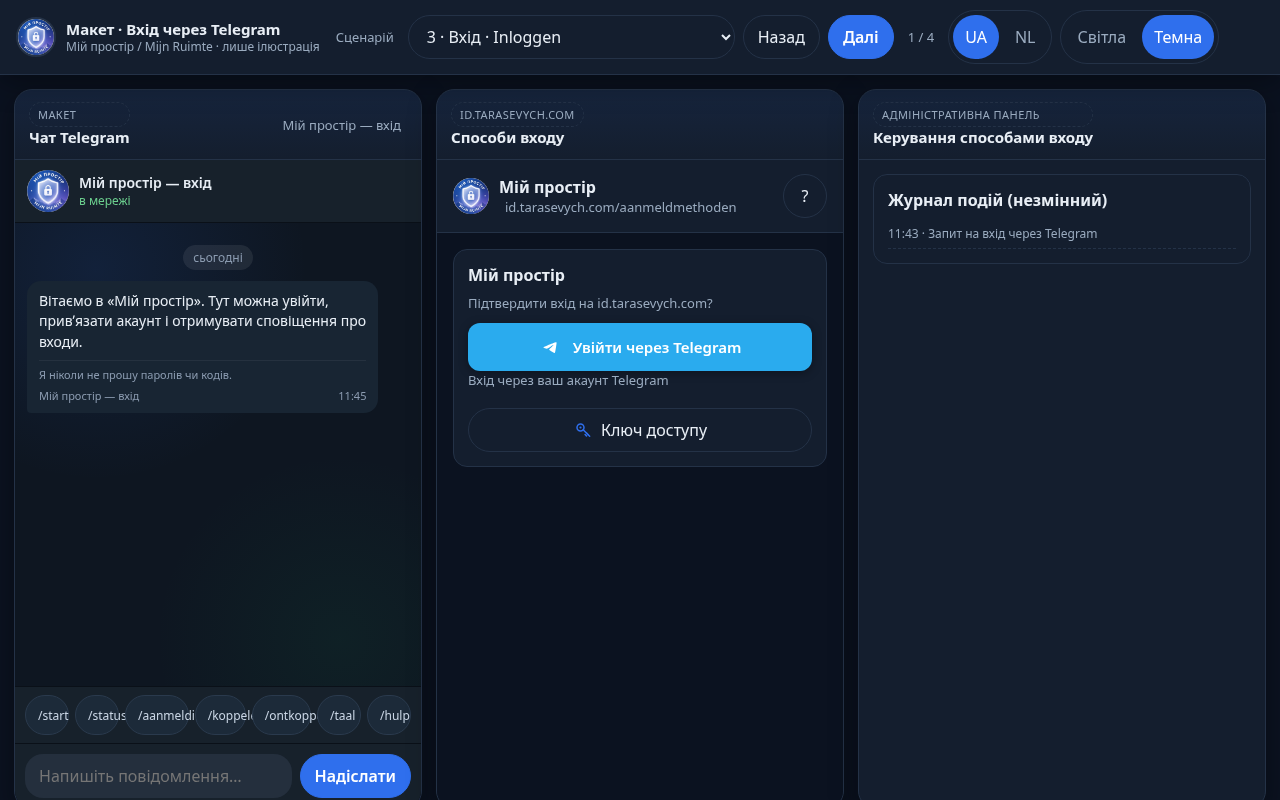 Макет · Вхід через Telegram
Мій простір / Mijn Ruimte · лише ілюстрація
Сценарій
3 · Вхід · Inloggen
Назад
Далі
1 / 4
UA
NL
Світла
Темна
МАКЕТ
Чат Telegram
Мій простір — вхід
Мій простір — вхід
в мережі
сьогодні
Вітаємо в «Мій простір». Тут можна увійти,
прив’язати акаунт і отримувати сповіщення про
входи.
Я ніколи не прошу паролів чи кодів.
Мій простір — вхід
11:45
/start
/status
/aanmeldi
/koppel
/ontkopp
/taal
/hulp
Напишіть повідомлення…
Надіслати
ID.TARASEVYCH.COM
Способи входу
Мій простір
id.tarasevych.com/aanmeldmethoden
?
Мій простір
Підтвердити вхід на id.tarasevych.com?
Увійти через Telegram
Вхід через ваш акаунт Telegram
Ключ доступу
АДМІНІСТРАТИВНА ПАНЕЛЬ
Керування способами входу
Журнал подій (незмінний)
11:43 · Запит на вхід через Telegram